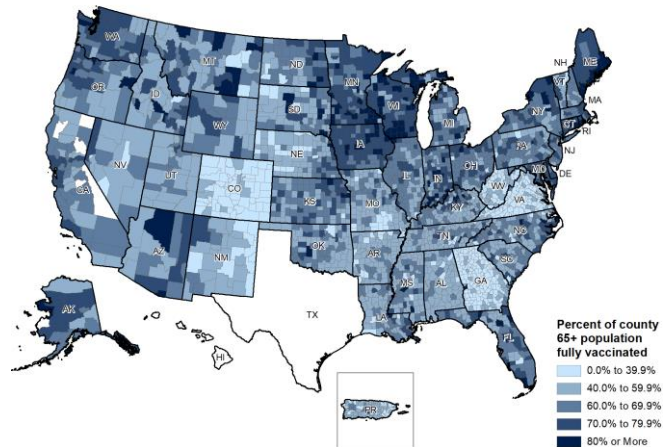 WA
MT
ND
MN
OR
ID
SD
WI
WY
MI
NH
VT
ME
NY
MA
CT
RI
IA
NE
PA
NJ
NV
UT
CO
IL
IN
OH
MD
DE
CA
KS
MO
WV
VA
KY
AZ
NM
OK
AR
TN
NC
SC
MS
AL
GA
TX
LA
FL
AK
HI
PR
Percent of county
65+ population
fully vaccinated
0.0% to 39.9%
40.0% to 59.9%
60.0% to 69.9%
70.0% to 79.9%
80% or More